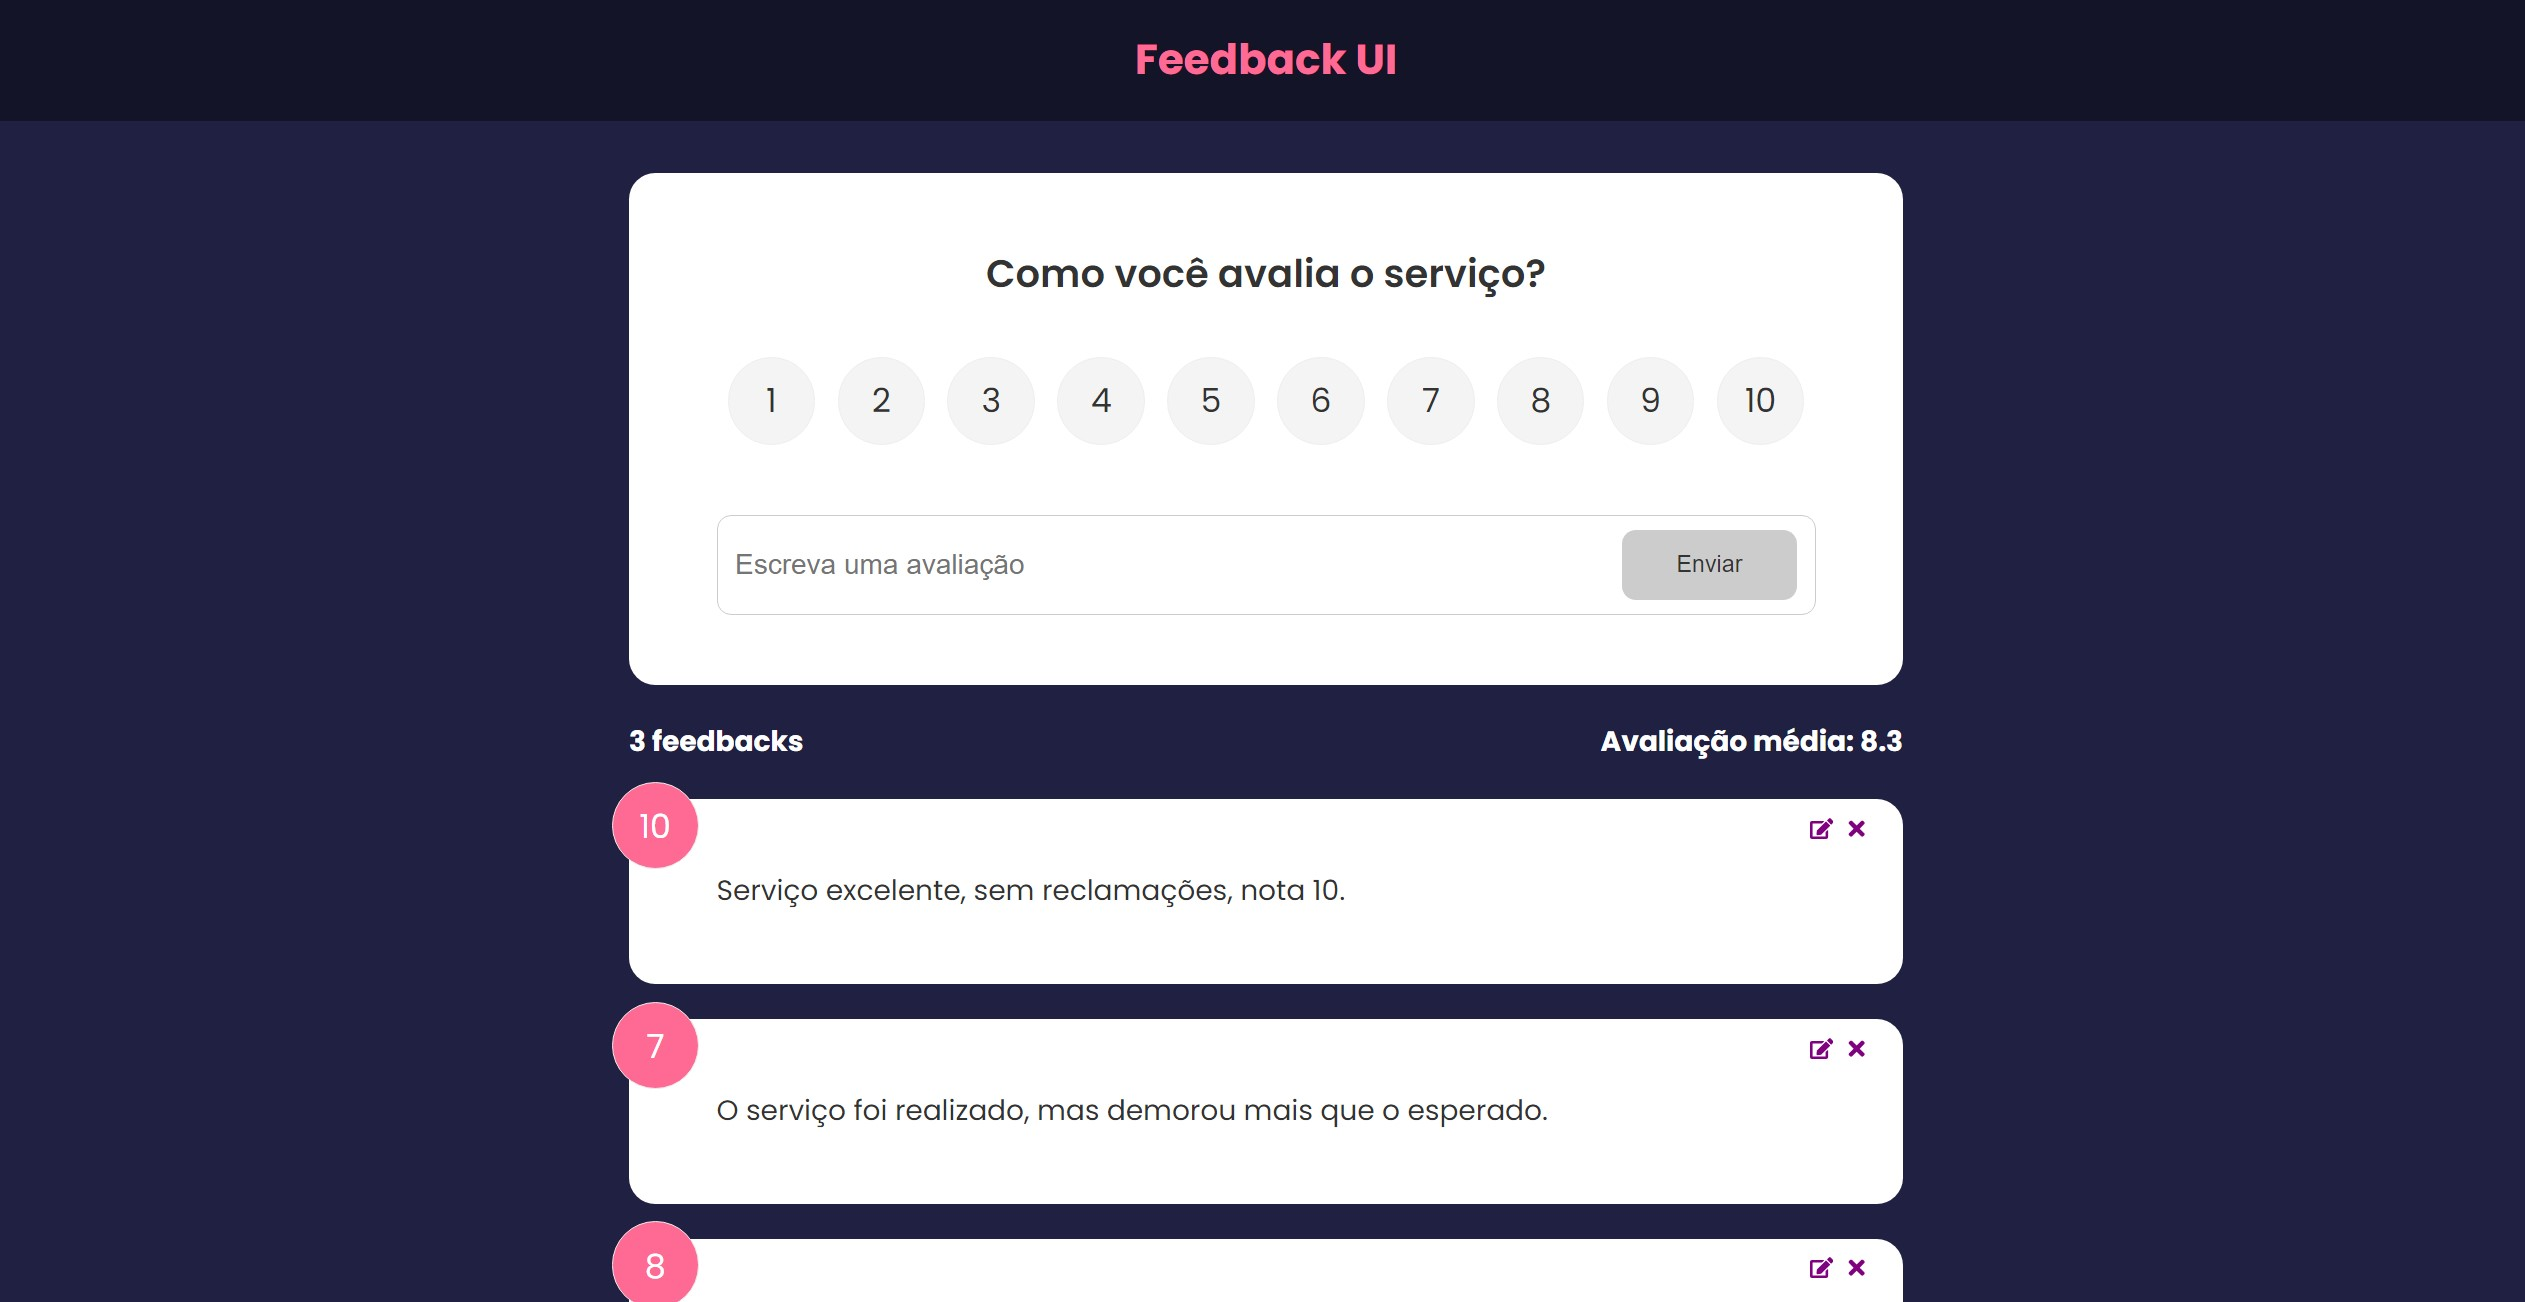 Feedback UI
Como você avalia o serviço?
1 2 3 4 5 6 7 8 9 10
Escreva uma avaliação Enviar
3 feedbacks Avaliação média: 8.3
10
Serviço excelente, sem reclamações, nota 10.
7
O serviço foi realizado, mas demorou mais que o esperado.
8